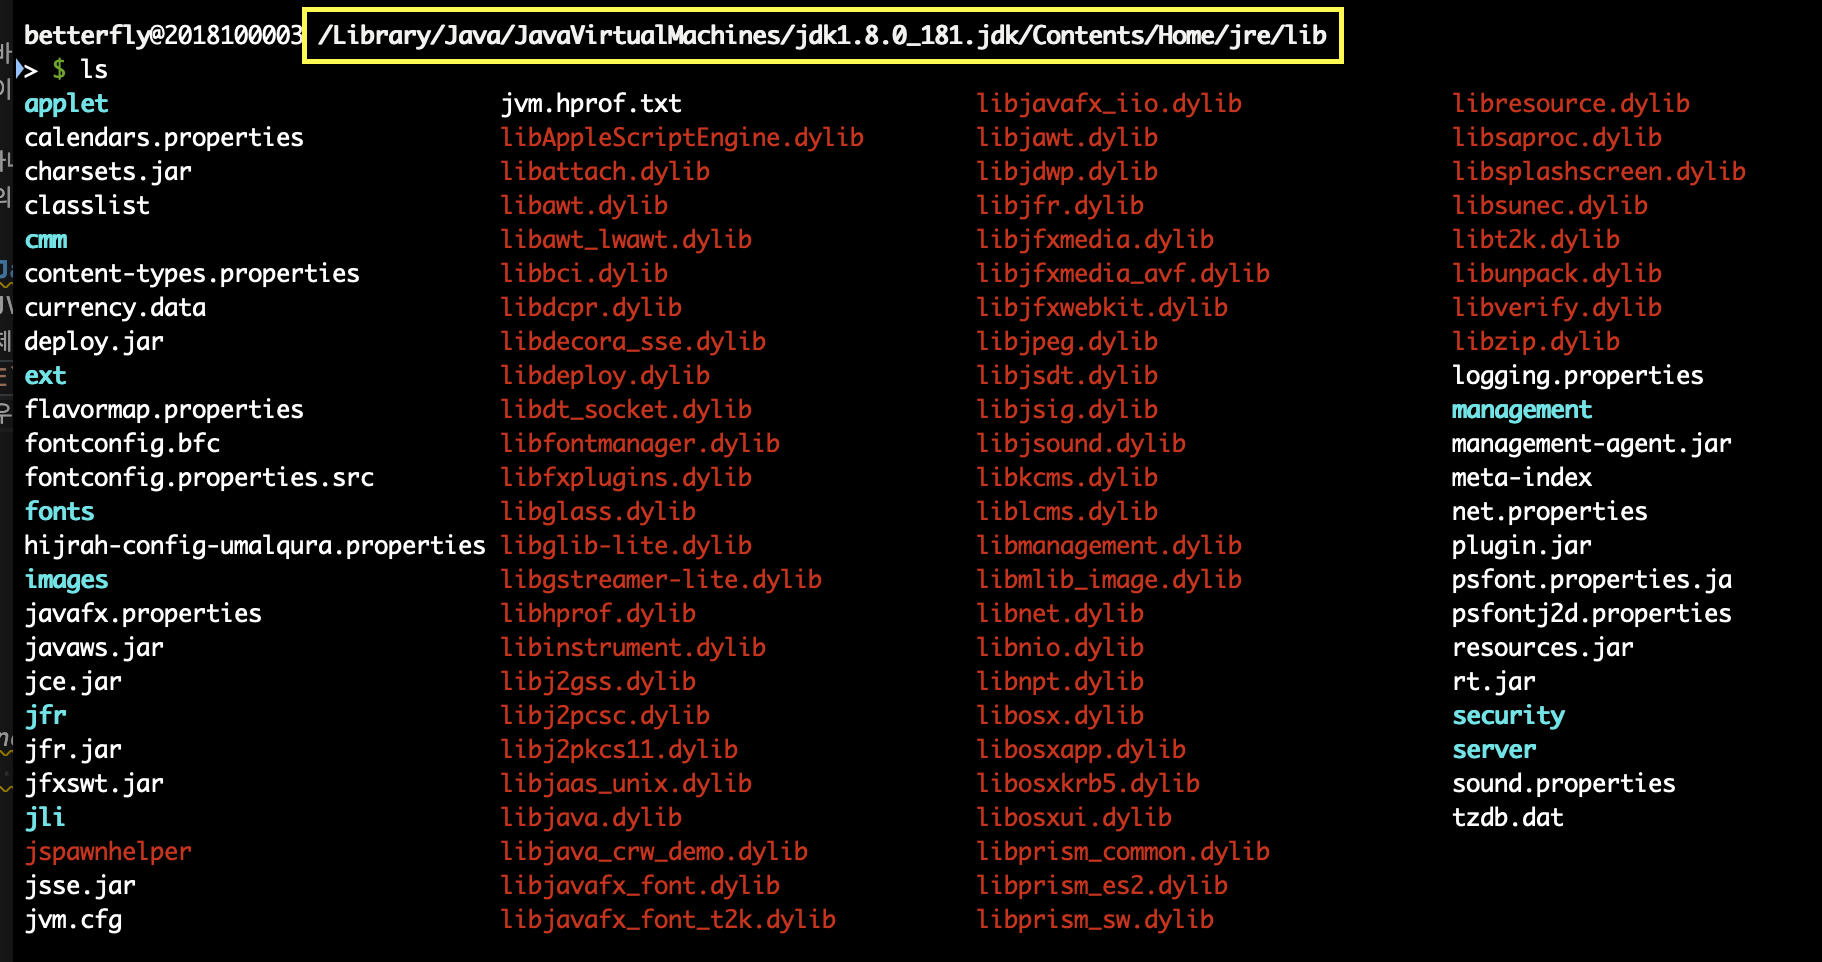 betterfly@2018100003 /Library/Java/JavaVirtualMachines/jdk1.8.0_181.jdk/Contents/Home/jre/lib
> $ ls
applet jvm.hprof.txt libjavafx_iio.dylib libresource.dylib
calendars.properties libAppleScriptEngine.dylib libjawt.dylib libsaproc.dylib
charsets.jar libattach.dylib libjdwp.dylib libsplashscreen.dylib
classlist libawt.dylib libjfr.dylib libsunec.dylib
cmm libawt_lwawt.dylib libjfxmedia.dylib libt2k.dylib
content-types.properties libbci.dylib libjfxmedia_avf.dylib libunpack.dylib
currency.data libdcpr.dylib libjfxwebkit.dylib libverify.dylib
deploy.jar libdecora_sse.dylib libjpeg.dylib libzip.dylib
ext libdeploy.dylib libjsdt.dylib logging.properties
flavormap.properties libdt_socket.dylib libjsig.dylib management
fontconfig.bfc libfontmanager.dylib libjsound.dylib management-agent.jar
fontconfig.properties.src libfxplugins.dylib libkcms.dylib meta-index
fonts libglass.dylib liblcms.dylib net.properties
hijrah-config-umalqura.properties libglib-lite.dylib libmanagement.dylib plugin.jar
images libgstreamer-lite.dylib libmlib_image.dylib psfont.properties.ja
javafx.properties libhprof.dylib libnet.dylib psfontj2d.properties
javaws.jar libinstrument.dylib libnio.dylib resources.jar
jce.jar libj2gss.dylib libnpt.dylib rt.jar
jfr libj2pcsc.dylib libosx.dylib security
jfr.jar libj2pkcs11.dylib libosxapp.dylib server
jfxswt.jar libjaas_unix.dylib libosxkrb5.dylib sound.properties
jli libjava.dylib libosxui.dylib tzdb.dat
jspawnhelper libjava_crw_demo.dylib libprism_common.dylib
jsse.jar libjavafx_font.dylib libprism_es2.dylib
jvm.cfg libjavafx_font_t2k.dylib libprism_sw.dylib